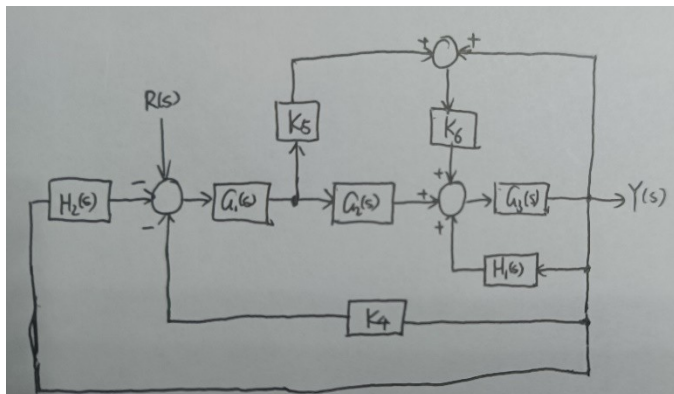 + +
R(s)
K5
K6
H2(s)
-
G1(s)
G2(s)
+
+
G3(s)
Y(s)
-
+
H1(s)
K4